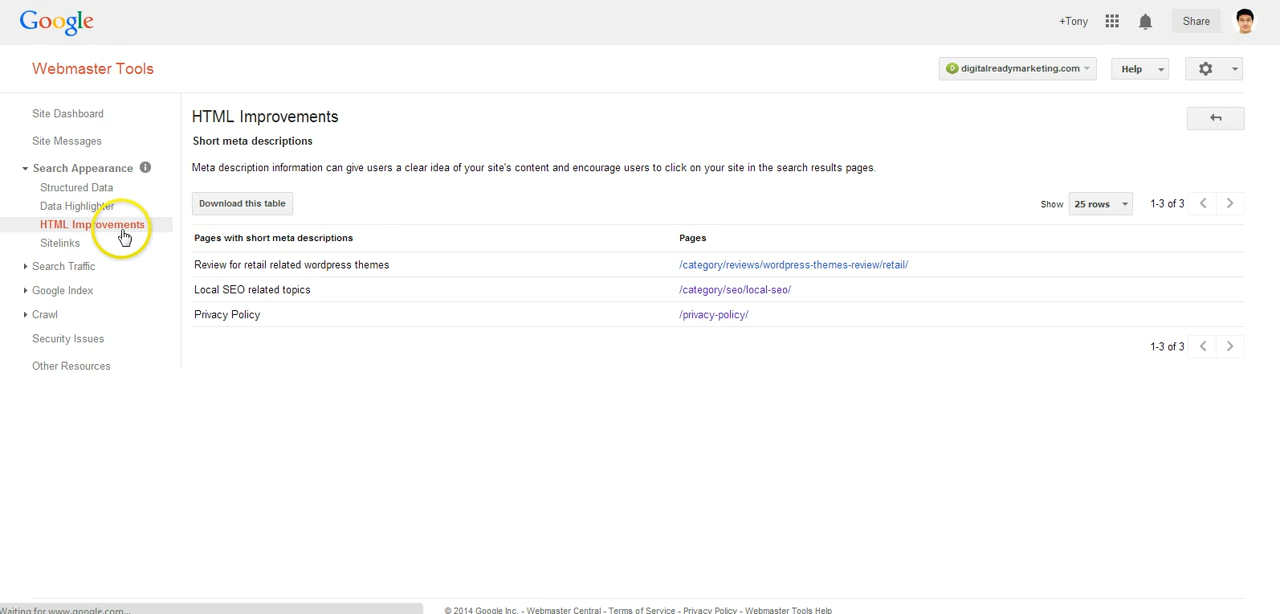 Google
+Tony
Share
Webmaster Tools
digitalreadymarketing.com
Help
Site Dashboard
Site Messages
Search Appearance
Structured Data
Data Highlighter
HTML Improvements
Sitelinks
Search Traffic
Google Index
Crawl
Security Issues
Other Resources
HTML Improvements
Short meta descriptions
Meta description information can give users a clear idea of your site's content and encourage users to click on your site in the search results pages.
Download this table
Show 25 rows 1-3 of 3
Pages with short meta descriptions Pages
Review for retail related wordpress themes /category/reviews/wordpress-themes-review/retail/
Local SEO related topics /category/seo/local-seo/
Privacy Policy /privacy-policy/
1-3 of 3
Waiting for www.google.com...
© 2014 Google Inc. - Webmaster Central - Terms of Service - Privacy Policy - Webmaster Tools Help